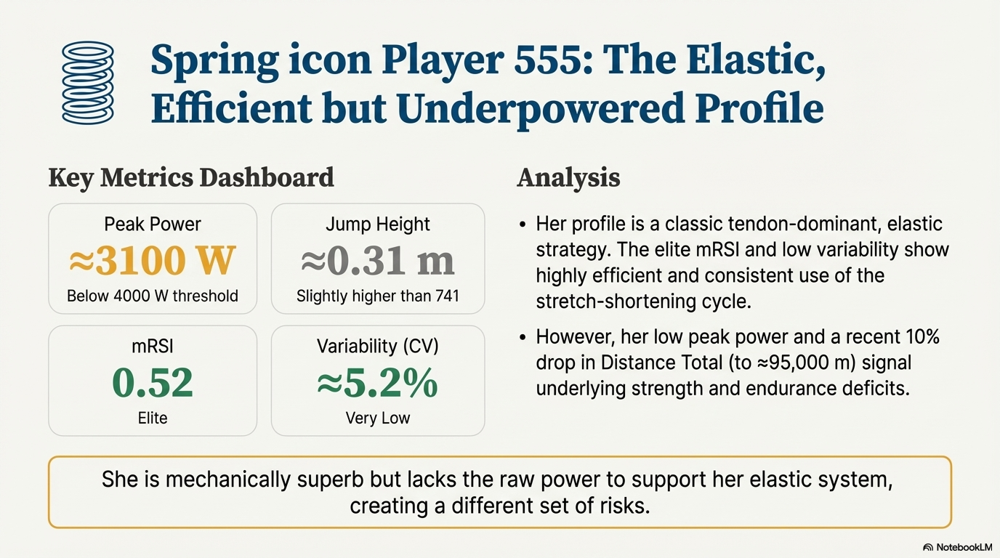 Spring icon Player 555: The Elastic,
Efficient but Underpowered Profile
Key Metrics Dashboard
Peak Power
≈3100 W
Below 4000 W threshold
Jump Height
≈0.31 m
Slightly higher than 741
mRSI
0.52
Elite
Variability (CV)
≈5.2%
Very Low
Analysis
• Her profile is a classic tendon-dominant, elastic
strategy. The elite mRSI and low variability show
highly efficient and consistent use of the
stretch-shortening cycle.
• However, her low peak power and a recent 10%
drop in Distance Total (to ≈95,000 m) signal
underlying strength and endurance deficits.
She is mechanically superb but lacks the raw power to support her elastic system,
creating a different set of risks.
NotebookLM